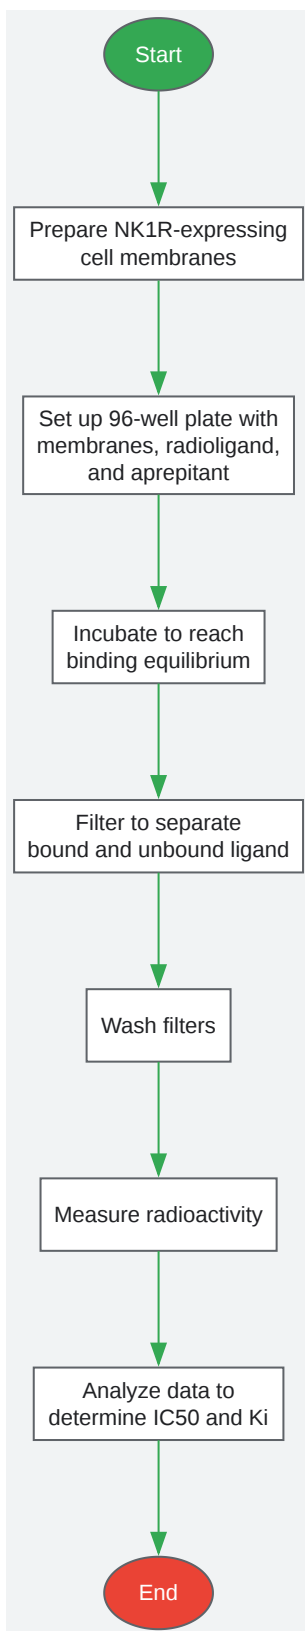 Start
Prepare NK1R-expressing
cell membranes
Set up 96-well plate with
membranes, radioligand,
and aprepitant
Incubate to reach
binding equilibrium
Filter to separate
bound and unbound ligand
Wash filters
Measure radioactivity
Analyze data to
determine IC50 and Ki
End